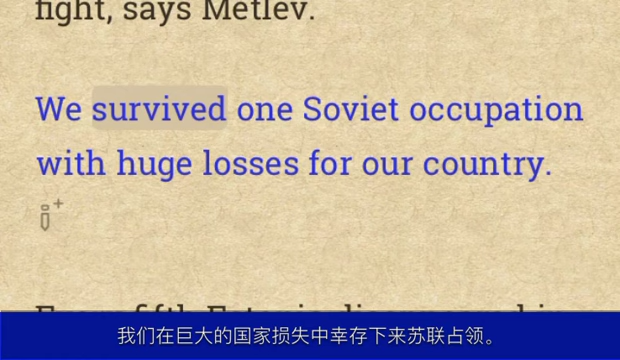 fight, says Metlev.
We survived one Soviet occupation
with huge losses for our country.
我们在巨大的国家损失中幸存下来苏联占领。